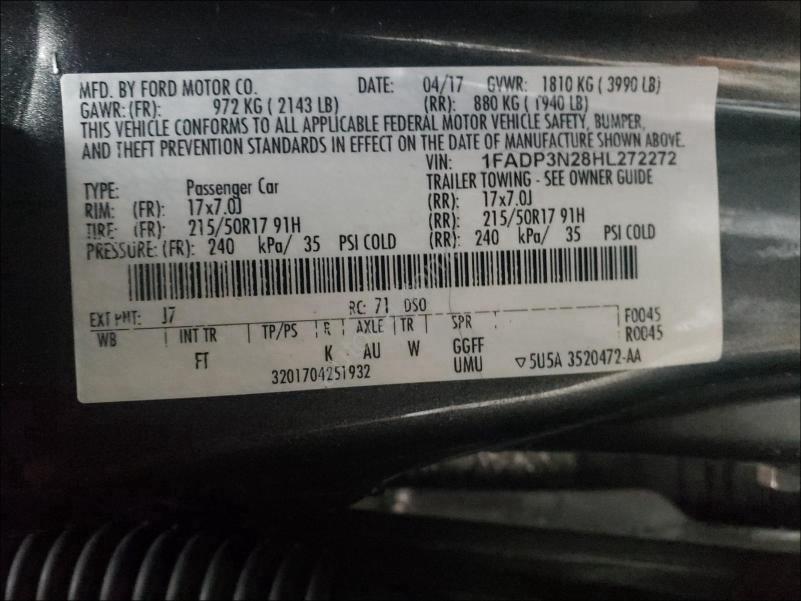 MFD. BY FORD MOTOR CO. DATE: 04/17 GVWR: 1810 KG ( 3990 LB)
GAWR: (FR): 972 KG ( 2143 LB) (RR): 880 KG ( 1940 LB)
THIS VEHICLE CONFORMS TO ALL APPLICABLE FEDERAL MOTOR VEHICLE SAFETY, BUMPER,
AND THEFT PREVENTION STANDARDS IN EFFECT ON THE DATE OF MANUFACTURE SHOWN ABOVE.
VIN: 1FADP3N28HL272272
TYPE: Passenger Car TRAILER TOWING - SEE OWNER GUIDE
RIM: (FR): 17x7.0J (RR): 17x7.0J
TIRE: (FR): 215/50R17 91H (RR): 215/50R17 91H
PRESSURE: (FR): 240 kPa/ 35 PSI COLD (RR): 240 kPa/ 35 PSI COLD
EXT PNT: J7 RC: 71 DSO F0045
WB INT TR TP/PS R AXLE TR SPR R0045
FT K AU W GGFF
UMU 5U5A 3520472-AA
3201704251932